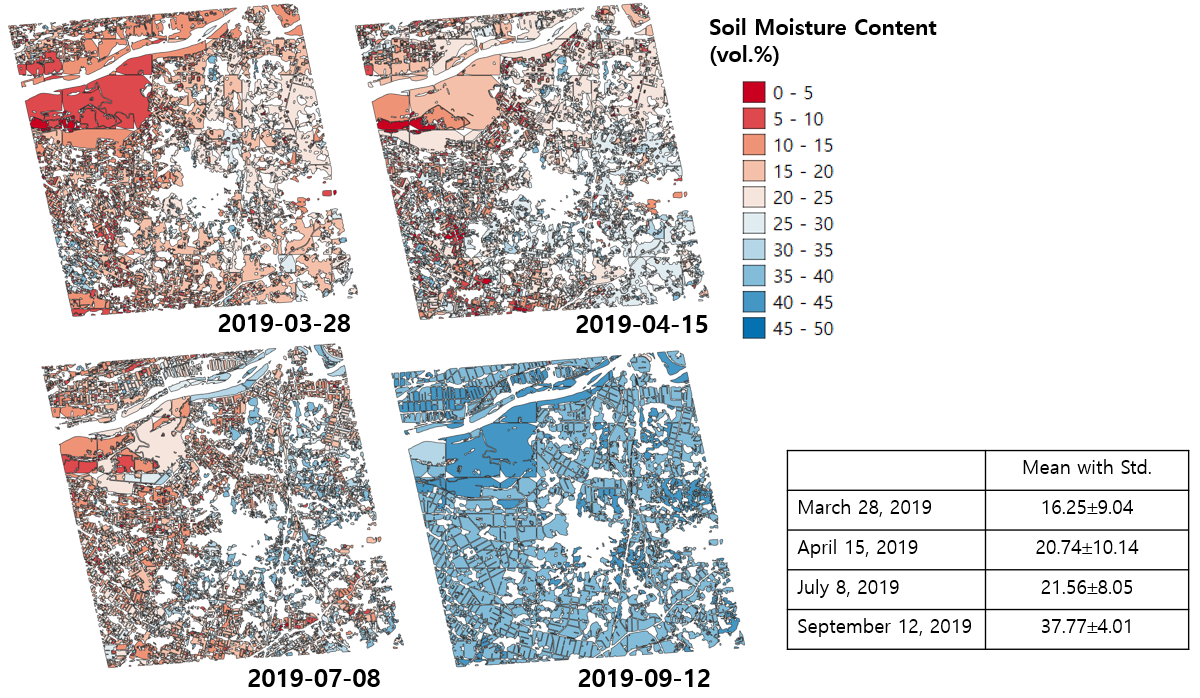 Soil Moisture Content
(vol.%)
0 - 5
5 - 10
10 - 15
15 - 20
20 - 25
25 - 30
30 - 35
35 - 40
40 - 45
45 - 50
2019-03-28
2019-04-15
2019-07-08
2019-09-12
Mean with Std.
March 28, 2019 16.25±9.04
April 15, 2019 20.74±10.14
July 8, 2019 21.56±8.05
September 12, 2019 37.77±4.01